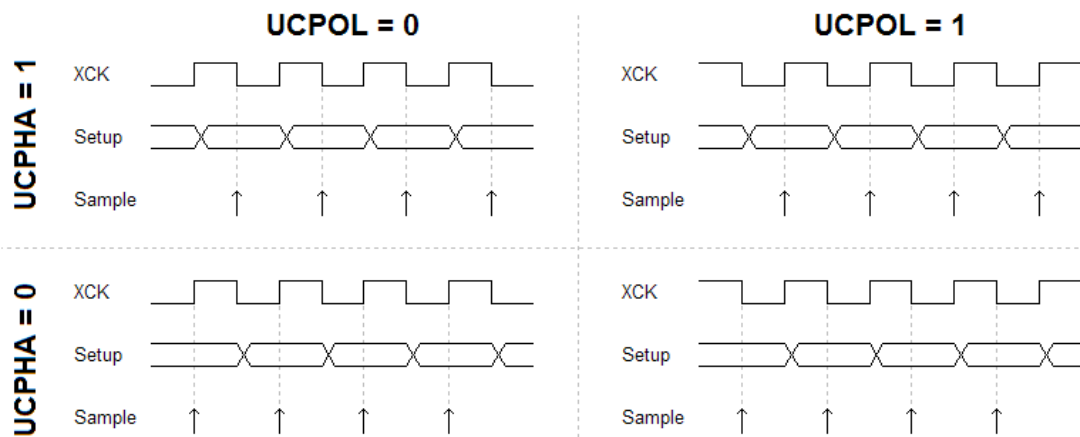 UCPOL = 0
UCPOL = 1
UCPHA = 1
XCK
Setup
Sample
XCK
Setup
Sample
UCPHA = 0
XCK
Setup
Sample
XCK
Setup
Sample